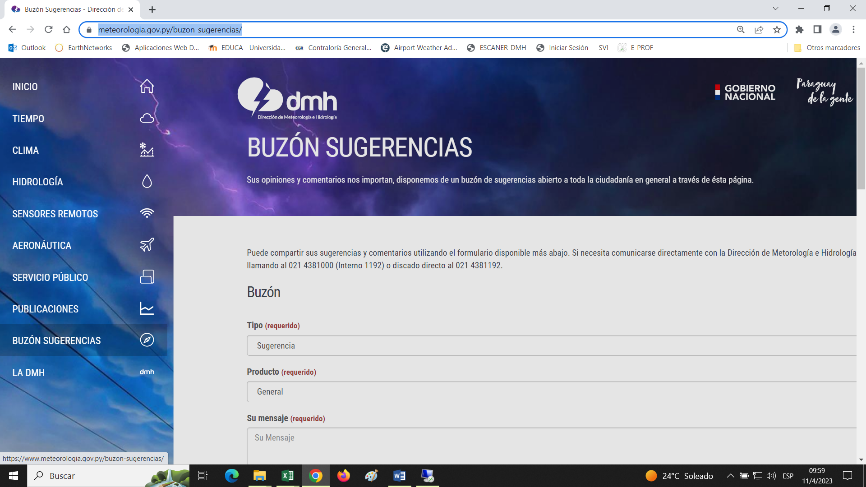 Buzón Sugerencias - Dirección d
meteorologia.gov.py/buzon-sugerencias/
Outlook
EarthNetworks
Aplicaciones Web D...
EDUCA - Universida...
Contraloría General...
Airport Weather Ad...
ESCANER-DMH
Iniciar Sesión
SVI
E-PROF
Otros marcadores
INICIO
TIEMPO
CLIMA
HIDROLOGÍA
SENSORES REMOTOS
AERONÁUTICA
SERVICIO PÚBLICO
PUBLICACIONES
BUZÓN SUGERENCIAS
LA DMH
dmh
dmh
Dirección de Meteorología e Hidrología
GOBIERNO
NACIONAL
Paraguay
de la gente
BUZÓN SUGERENCIAS
Sus opiniones y comentarios nos importan, disponemos de un buzón de sugerencias abierto a toda la ciudadanía en general a través de ésta página.
Puede compartir sus sugerencias y comentarios utilizando el formulario disponible más abajo. Si necesita comunicarse directamente con la Dirección de Metorología e Hidrología
llamando al 021 4381000 (Interno 1192) o discado directo al 021 4381192.
Buzón
Tipo (requerido)
Sugerencia
Producto (requerido)
General
Su mensaje (requerido)
Su Mensaje
https://www.meteorologia.gov.py/buzon-sugerencias/
Buscar
24°C Soleado
ESP
09:59
11/4/2023